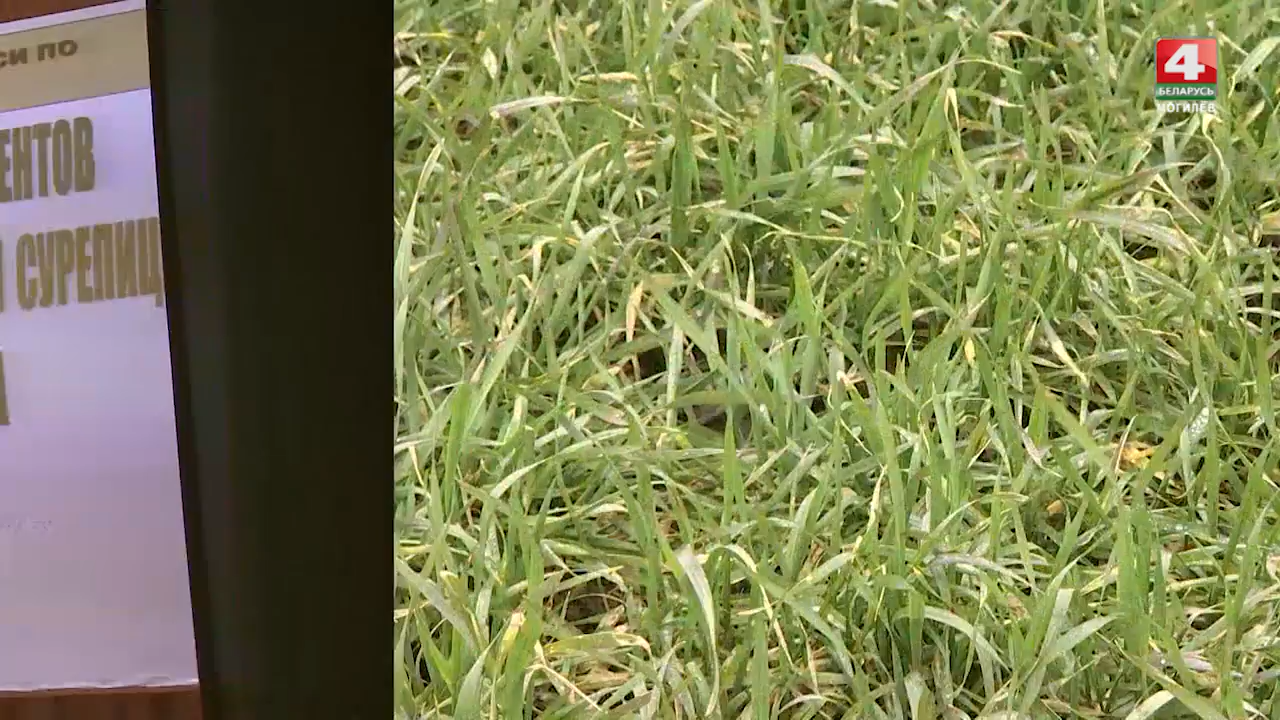 си по
ентов
сурепиц
4
БЕЛАРУСЬ
МОГИЛЁВ